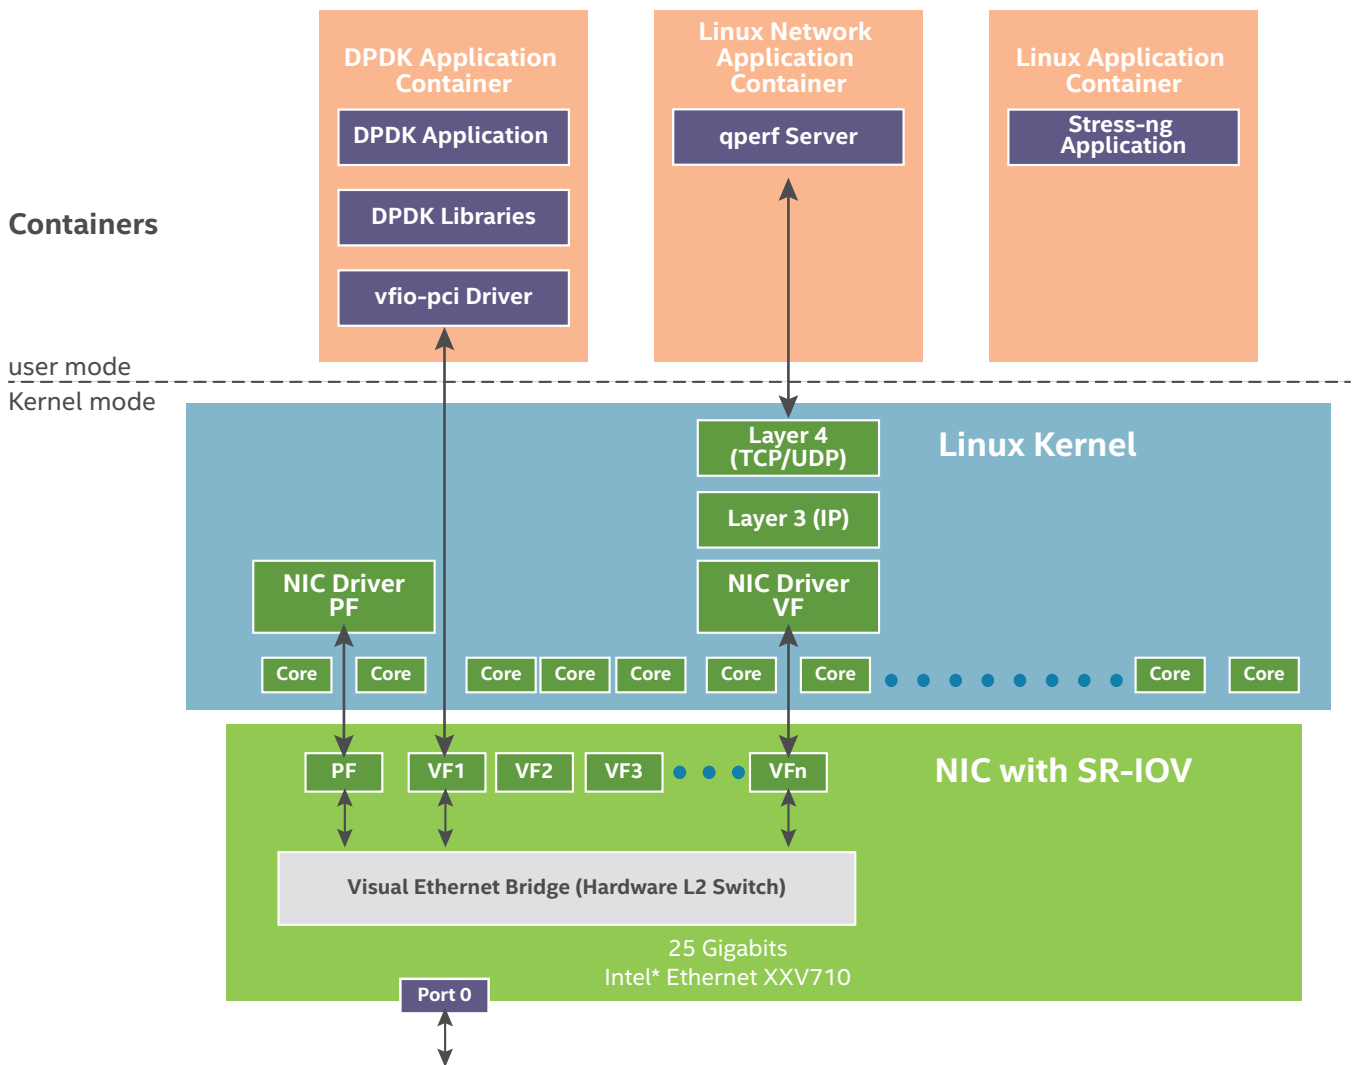 DPDK Application
Container
DPDK Application
DPDK Libraries
vfio-pci Driver
Linux Network
Application
Container
qperf Server
Linux Application
Container
Stress-ng
Application
Containers
user mode
Kernel mode
Linux Kernel
Layer 4
(TCP/UDP)
Layer 3 (IP)
NIC Driver
PF
NIC Driver
VF
Core
Core
Core
Core
Core
Core
Core
Core
Core
NIC with SR-IOV
PF
VF1
VF2
VF3
VFn
Visual Ethernet Bridge (Hardware L2 Switch)
25 Gigabits
Intel* Ethernet XXV710
Port 0